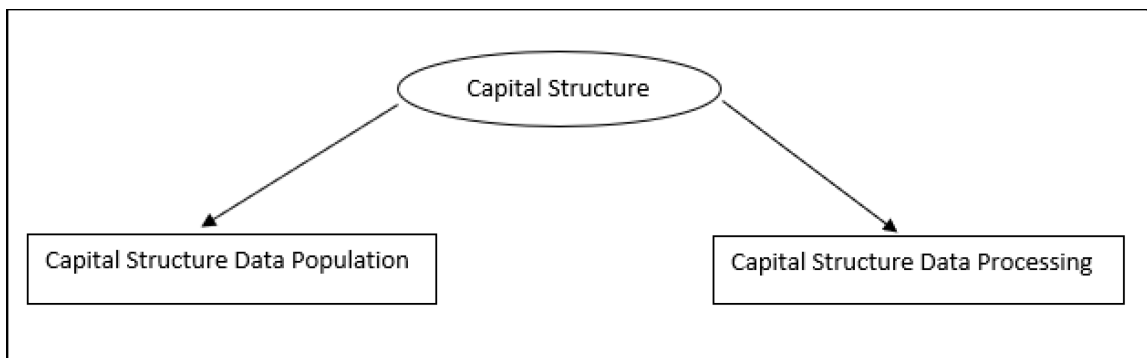 Capital Structure
Capital Structure Data Population
Capital Structure Data Processing